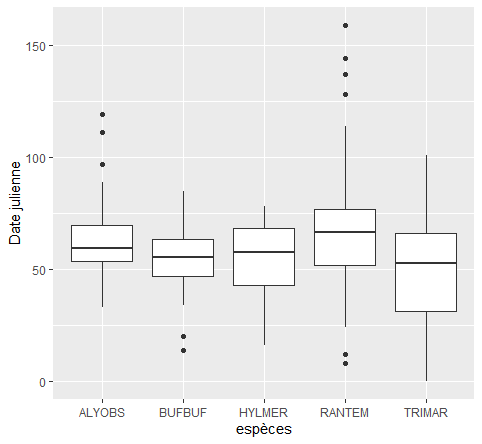 150
100
50
0
Date julienne
ALYOBS BUFBUF HYLMER RANTEM TRIMAR
espèces